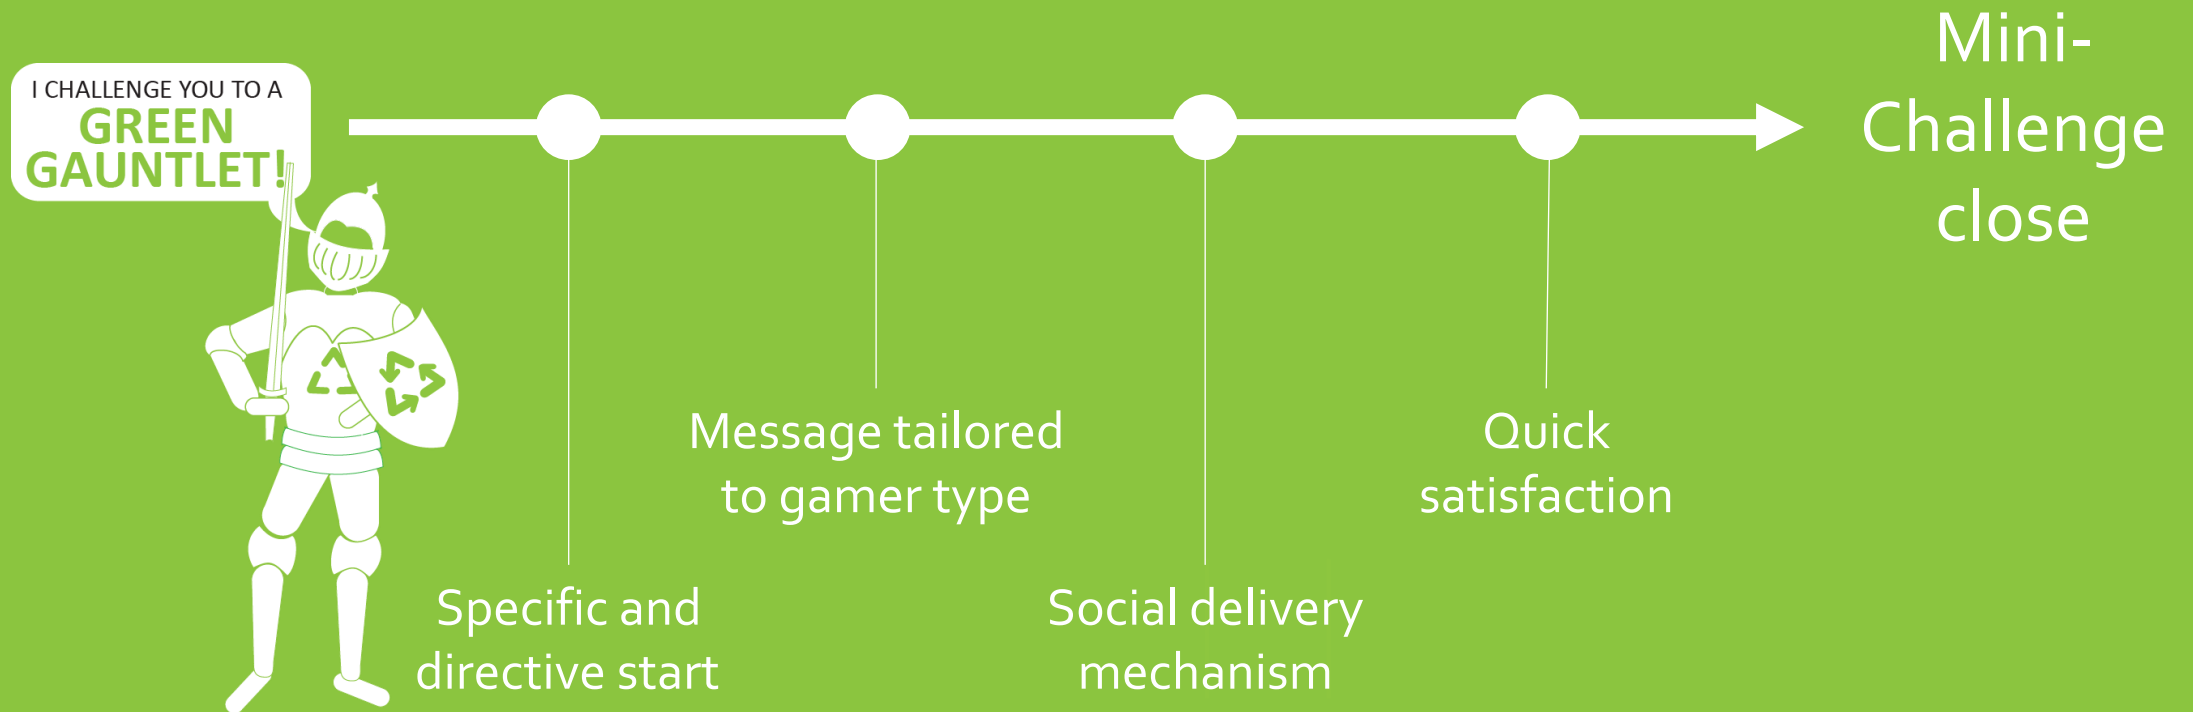 I CHALLENGE YOU TO A
GREEN
GAUNTLET!
Mini-
Challenge
close
Message tailored
to gamer type
Quick
satisfaction
Specific and
directive start
Social delivery
mechanism